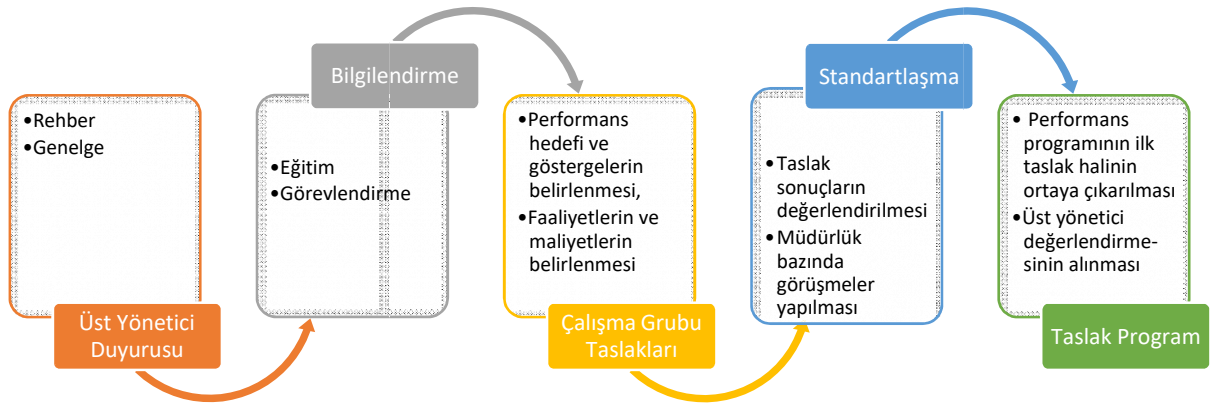 •Rehber
•Genelge
Üst Yönetici
Duyurusu
Bilgilendirme
•Eğitim
•Görevlendirme
•Performans
hedefi ve
göstergelerin
belirlenmesi,
•Faaliyetlerin ve
maliyetlerin
belirlenmesi
Çalışma Grubu
Taslakları
Standartlaşma
•Taslak
sonuçların
değerlendirilmesi
•Müdürlük
bazında
görüşmeler
yapılması
• Performans
programının ilk
taslak halinin
ortaya çıkarılması
•Üst yönetici
değerlendirme-
sinin alınması
Taslak Program